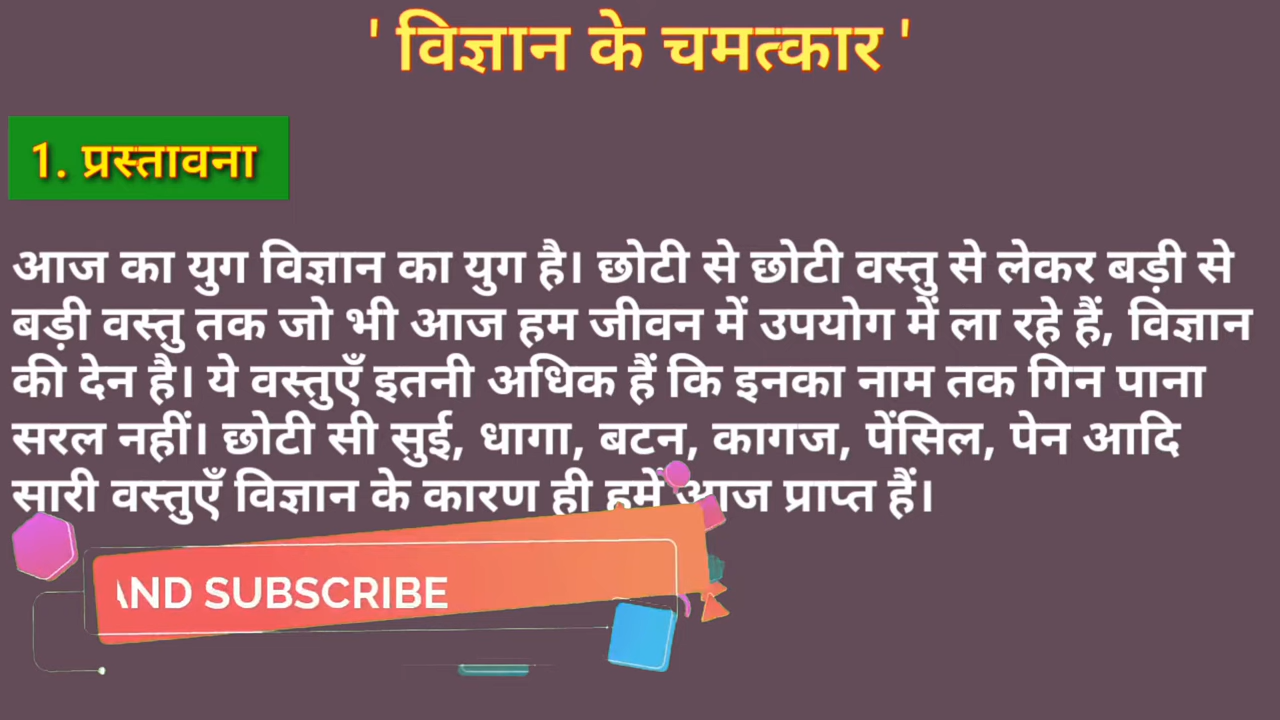 ' विज्ञान के चमत्कार '
1. प्रस्तावना
आज का युग विज्ञान का युग है। छोटी से छोटी वस्तु से लेकर बड़ी से
बड़ी वस्तु तक जो भी आज हम जीवन में उपयोग में ला रहे हैं, विज्ञान
की देन है। ये वस्तुएँ इतनी अधिक हैं कि इनका नाम तक गिन पाना
सरल नहीं। छोटी सी सुई, धागा, बटन, कागज, पेंसिल, पेन आदि
सारी वस्तुएँ विज्ञान के कारण ही हमें आज प्राप्त हैं।
AND SUBSCRIBE